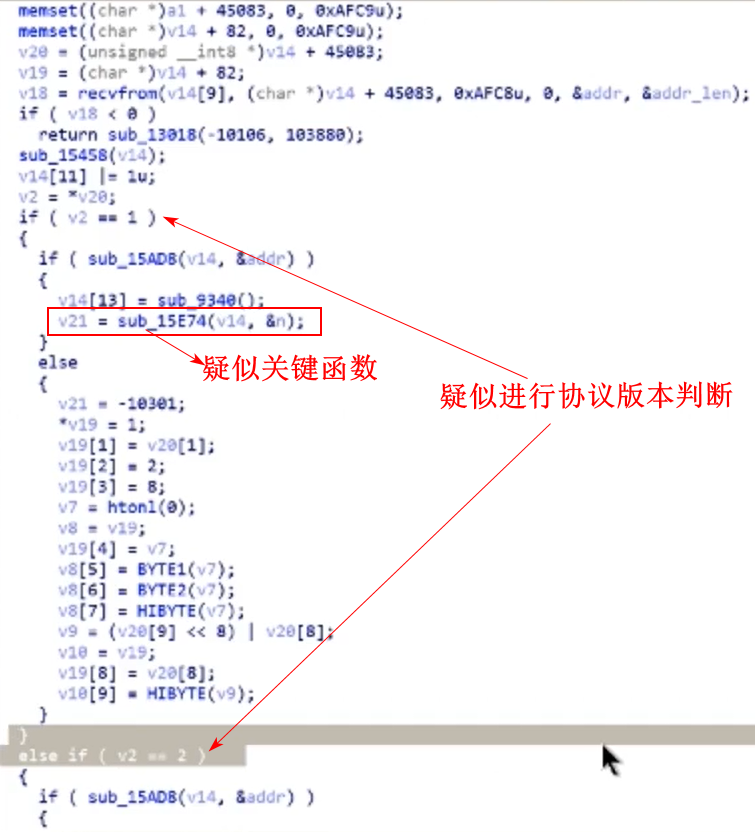 memset((char *)a1 + 45083, 0, 0xAFC9u);
memset((char *)v14 + 82, 0, 0xAFC9u);
v20 = (unsigned __int8 *)v14 + 45083;
v19 = (char *)v14 + 82;
v18 = recvfrom(v14[9], (char *)v14 + 45083, 0xAFC8u, 0, &addr, &addr_len);
if ( v18 < 0 )
return sub_13018(-10106, 103880);
sub_15458(v14);
v14[11] |= 1u;
v2 = *v20;
if ( v2 == 1 )
{
if ( sub_15ADB(v14, &addr) )
{
v14[13] = sub_9340();
v21 = sub_15E74(v14, &n);
}
else
疑似关键函数
{
疑似进行协议版本判断
v21 = -10301;
*v19 = 1;
v19[1] = v20[1];
v19[2] = 2;
v19[3] = 8;
v7 = htonl(0);
v8 = v19;
v19[4] = v7;
v8[5] = BYTE1(v7);
v8[6] = BYTE2(v7);
v8[7] = HIBYTE(v7);
v9 = (v20[9] << 8) | v20[8];
v10 = v19;
v19[8] = v20[8];
v10[9] = HIBYTE(v9);
}
}
else if ( v2 == 2 )
{
if ( sub_15ADB(v14, &addr) )
{